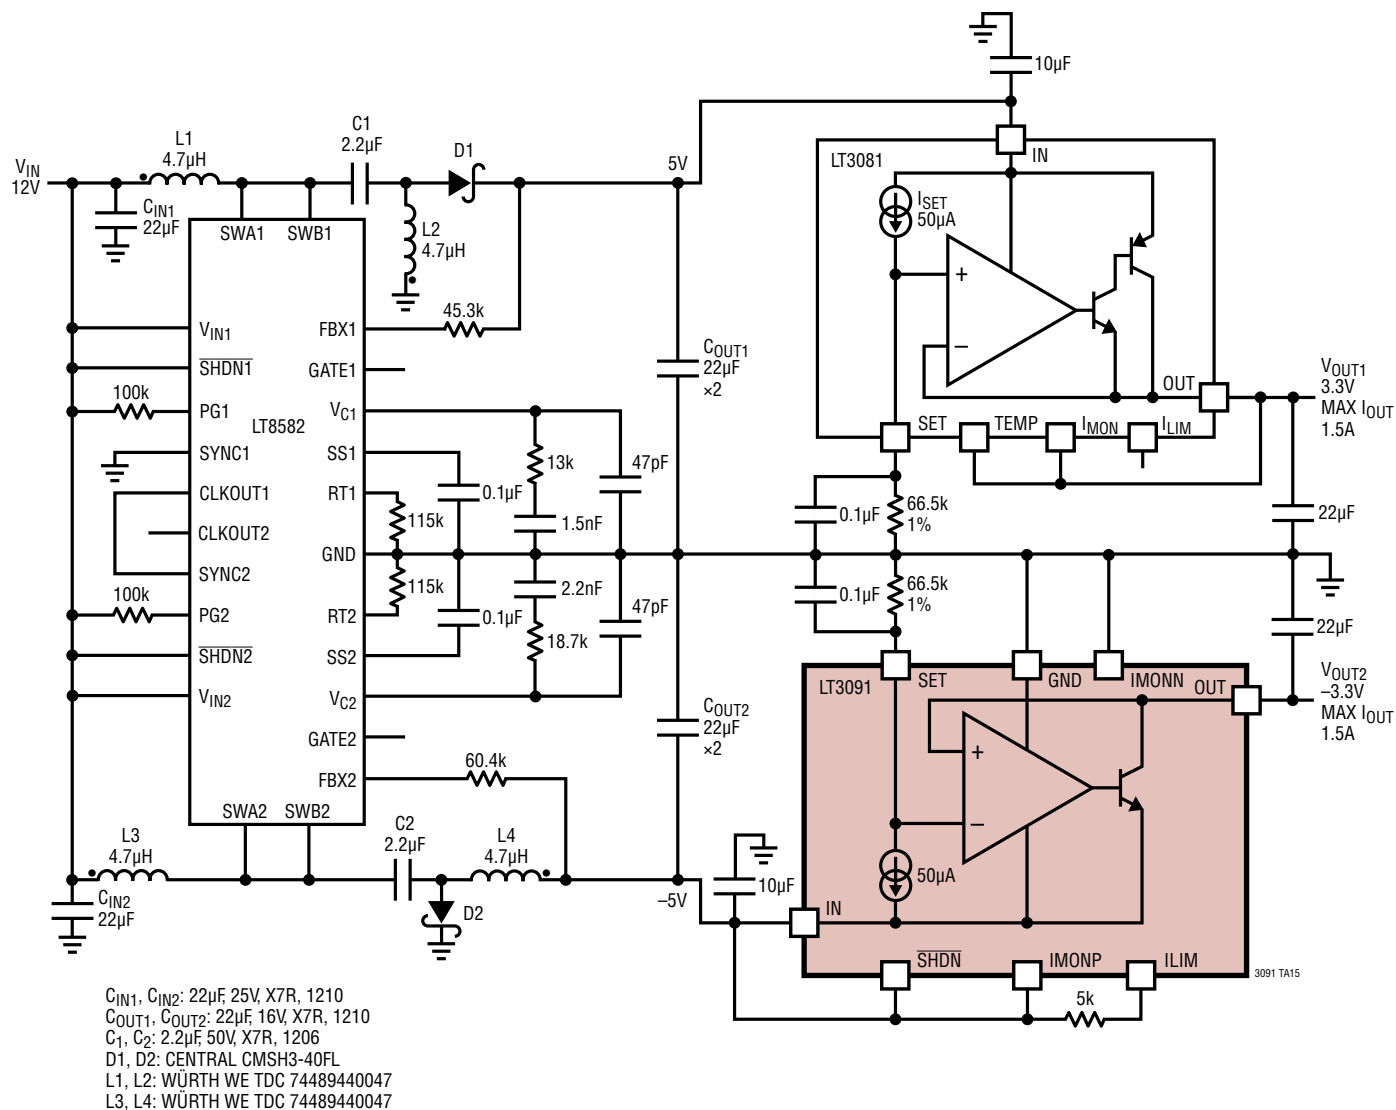 10µF
L1
4.7µH
C1
2.2µF
D1
5V
VIN
12V
CIN1
22µF
L2
4.7µH
SWA1
SWB1
LT3081
IN
ISET
50µA
+
–
OUT
SET
TEMP
IMON
ILIM
VOUT1
3.3V
MAX IOUT
1.5A
45.3k
VIN1
FBX1
SHDN1
GATE1
100k
PG1
VC1
LT8582
SYNC1
SS1
CLKOUT1
RT1
CLKOUT2
GND
SYNC2
100k
PG2
RT2
SHDN2
SS2
VIN2
VC2
GATE2
FBX2
SWA2
SWB2
COUT1
22µF
×2
13k
47pF
0.1µF
1.5nF
115k
115k
2.2nF
47pF
0.1µF
18.7k
0.1µF
66.5k
1%
22µF
0.1µF
66.5k
1%
22µF
COUT2
22µF
×2
60.4k
L3
4.7µH
C2
2.2µF
L4
4.7µH
D2
CIN2
22µF
–5V
10µF
LT3091
SET
GND
IMONN
OUT
VOUT2
–3.3V
MAX IOUT
1.5A
+
–
50µA
IN
SHDN
IMONP
ILIM
5k
3091 TA15
CIN1, CIN2: 22µF, 25V, X7R, 1210
COUT1, COUT2: 22µF, 16V, X7R, 1210
C1, C2: 2.2µF, 50V, X7R, 1206
D1, D2: CENTRAL CMSH3-40FL
L1, L2: WÜRTH WE TDC 74489440047
L3, L4: WÜRTH WE TDC 74489440047